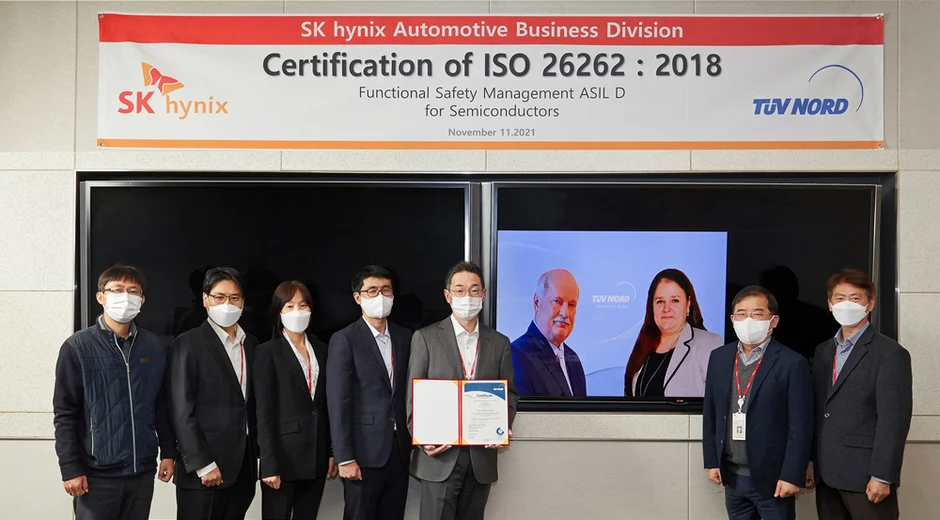 SK hynix Automotive Business Division
Certification of ISO 26262 : 2018
Functional Safety Management ASIL D
for Semiconductors
November 11.2021
SK hynix
TÜV NORD
TÜV NORD
Certificate